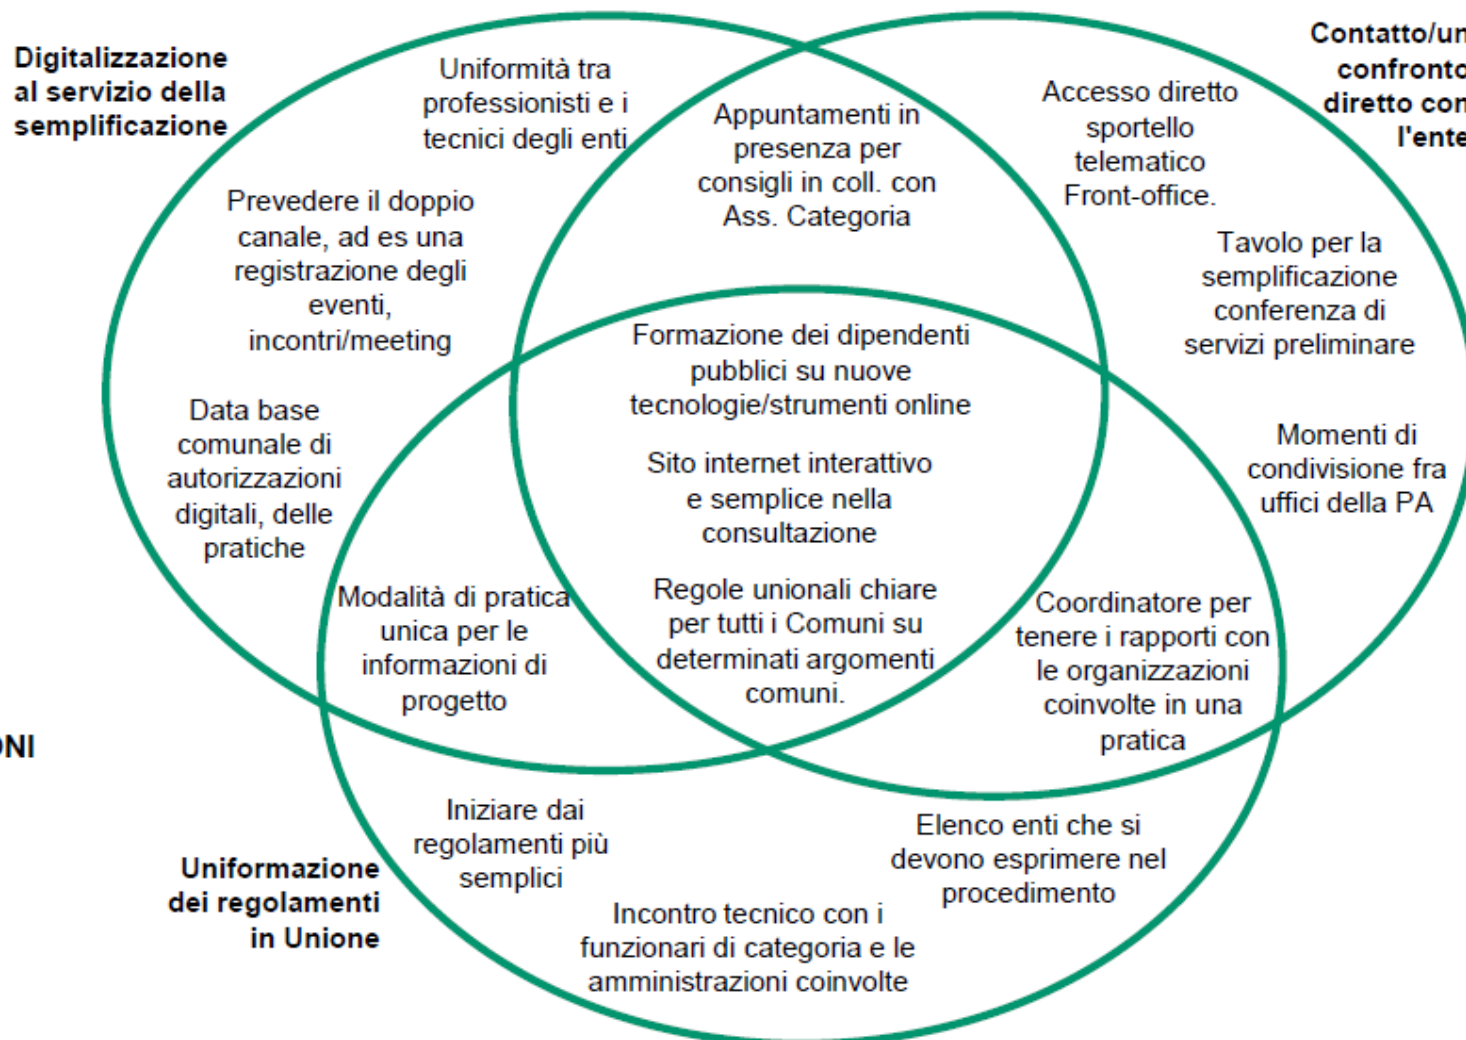 Digitalizzazione
al servizio della
semplificazione
Uniformità tra
professionisti e i
tecnici degli enti
Prevedere il doppio
canale, ad es una
registrazione degli
eventi,
incontri/meeting
Data base
comunale di
autorizzazioni
digitali, delle
pratiche
Appuntamenti in
presenza per
consigli in coll. con
Ass. Categoria
Contatto/un
confronto
diretto con
l'ente
Accesso diretto
sportello
telematico
Front-office.
Tavolo per la
semplificazione
conferenza di
servizi preliminare
Momenti di
condivisione fra
uffici della PA
Formazione dei dipendenti
pubblici su nuove
tecnologie/strumenti online
Sito internet interattivo
e semplice nella
consultazione
Regole unionali chiare
per tutti i Comuni su
determinati argomenti
comuni.
Modalità di pratica
unica per le
informazioni di
progetto
Coordinatore per
tenere i rapporti con
le organizzazioni
coinvolte in una
pratica
ONI
Uniformazione
dei regolamenti
in Unione
Iniziare dai
regolamenti più
semplici
Incontro tecnico con i
funzionari di categoria e le
amministrazioni coinvolte
Elenco enti che si
devono esprimere nel
procedimento